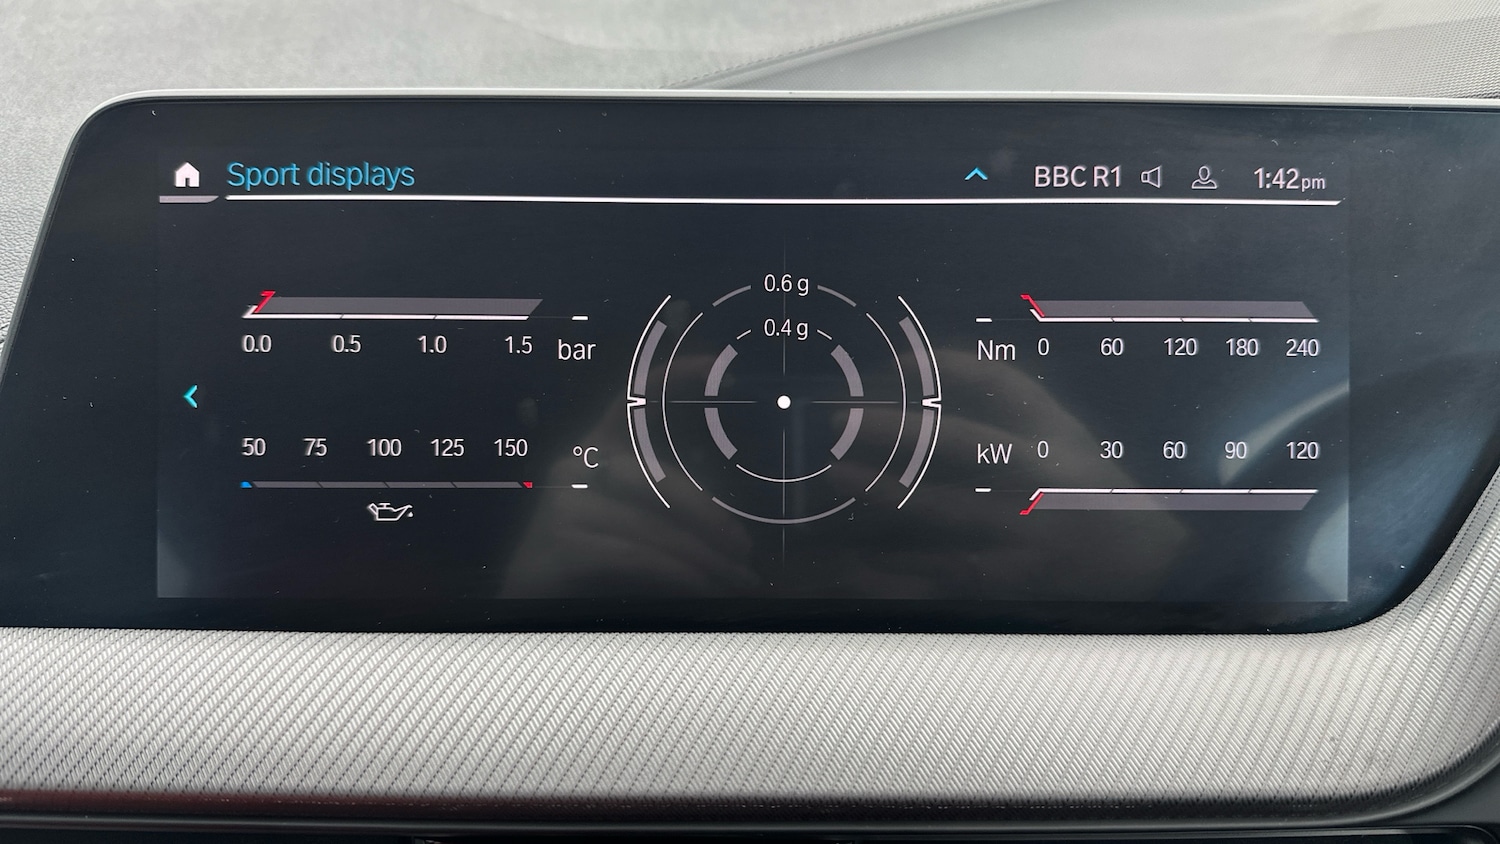 Sport displays
BBC R1
1:42pm
0.0 0.5 1.0 1.5 bar
50 75 100 125 150 °C
0.6 g
0.4 g
Nm 0 60 120 180 240
kW 0 30 60 90 120